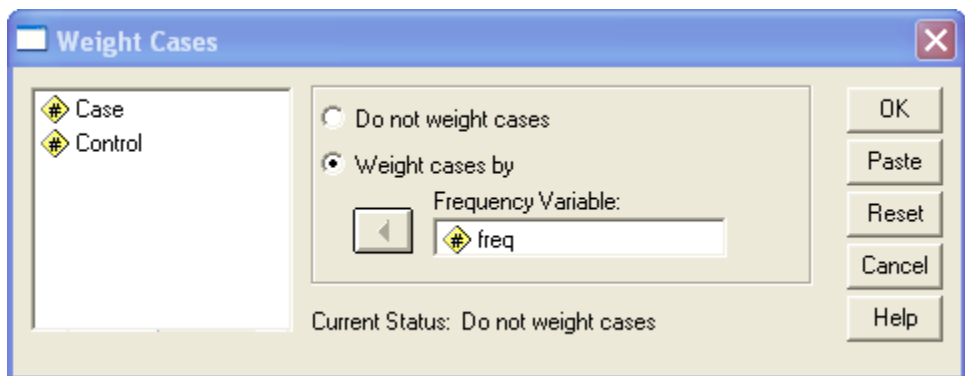 Weight Cases
# Case
# Control
Do not weight cases
Weight cases by
Frequency Variable:
# freq
Current Status: Do not weight cases
OK
Paste
Reset
Cancel
Help